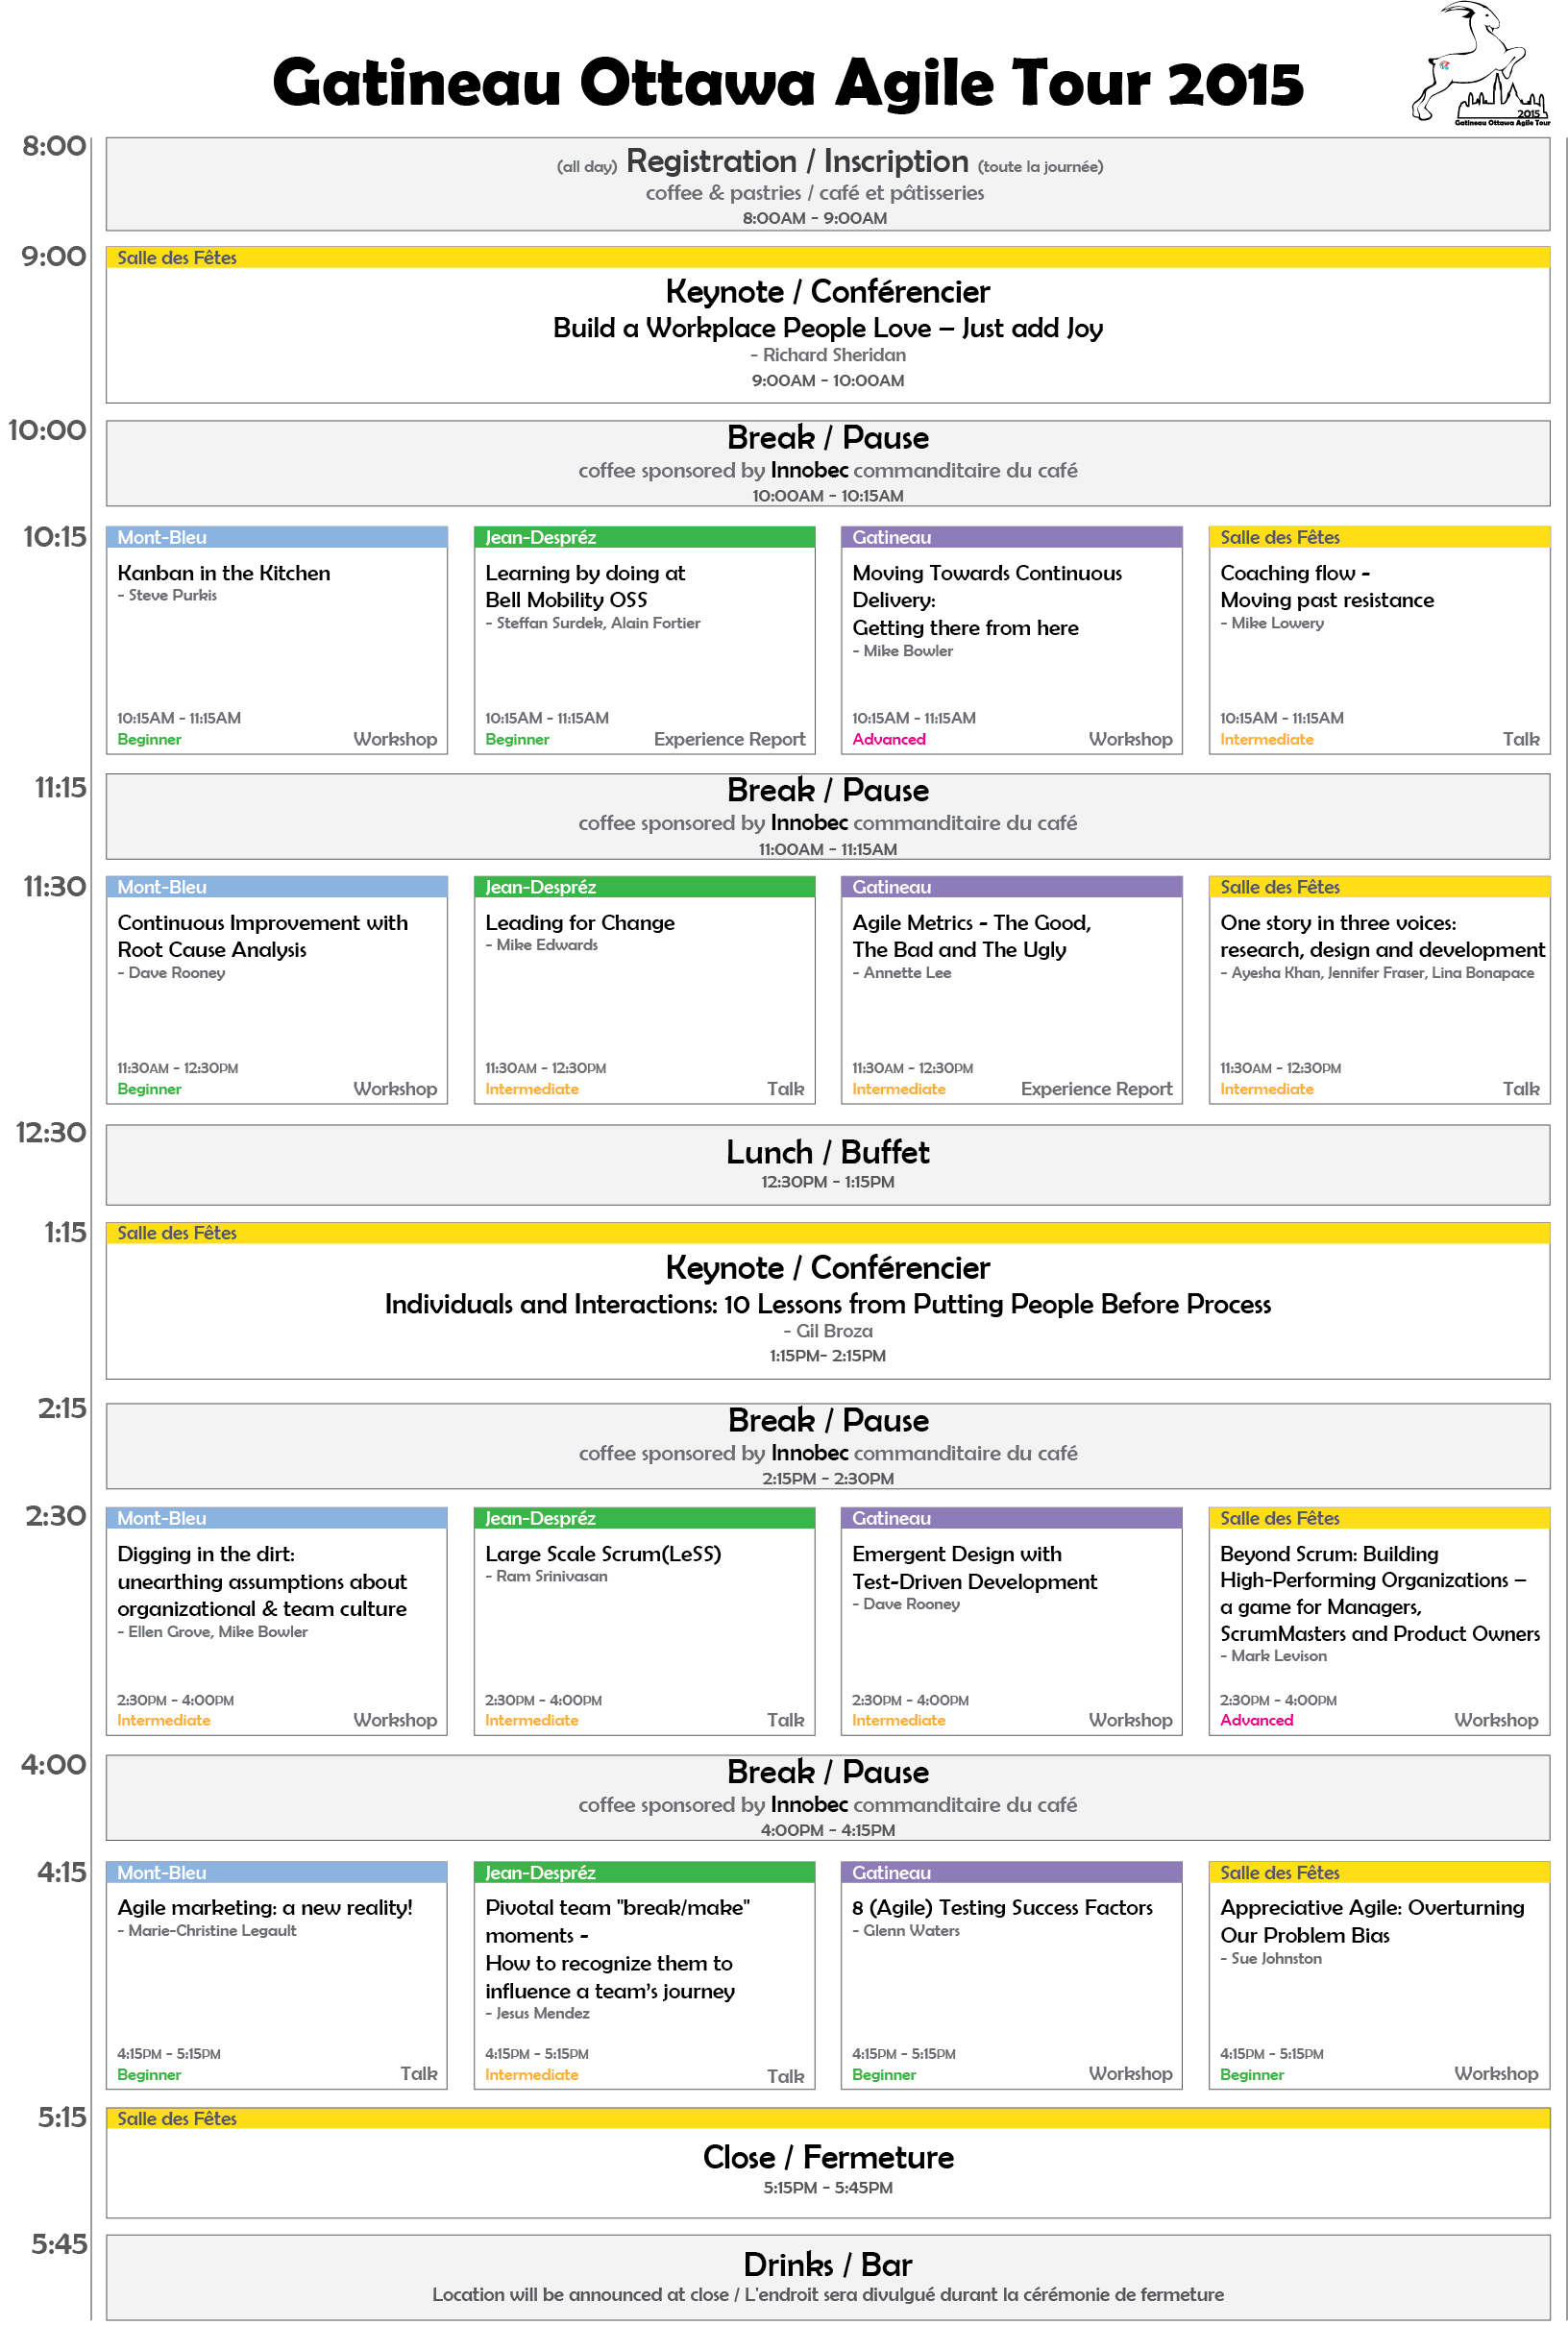 Gatineau Ottawa Agile Tour 2015
2015
Gatineau Ottawa Agile Tour
8:00
(all day) Registration / Inscription (toute la journée)
coffee & pastries / café et pâtisseries
8:00AM - 9:00AM
9:00
Salle des Fêtes
Keynote / Conférencier
Build a Workplace People Love – Just add Joy
- Richard Sheridan
9:00AM - 10:00AM
10:00
Break / Pause
coffee sponsored by Innobec commanditaire du café
10:00AM - 10:15AM
10:15
Mont-Bleu
Kanban in the Kitchen
- Steve Purkis
10:15AM - 11:15AM
Beginner
Workshop
Jean-Despréz
Learning by doing at
Bell Mobility OSS
- Steffan Surdek, Alain Fortier
10:15AM - 11:15AM
Beginner
Experience Report
Gatineau
Moving Towards Continuous
Delivery:
Getting there from here
- Mike Bowler
10:15AM - 11:15AM
Advanced
Workshop
Salle des Fêtes
Coaching flow -
Moving past resistance
- Mike Lowery
10:15AM - 11:15AM
Intermediate
Talk
11:15
Break / Pause
coffee sponsored by Innobec commanditaire du café
11:00AM - 11:15AM
11:30
Mont-Bleu
Continuous Improvement with
Root Cause Analysis
- Dave Rooney
11:30AM - 12:30PM
Beginner
Workshop
Jean-Despréz
Leading for Change
- Mike Edwards
11:30AM - 12:30PM
Intermediate
Talk
Gatineau
Agile Metrics - The Good,
The Bad and The Ugly
- Annette Lee
11:30AM - 12:30PM
Intermediate
Experience Report
Salle des Fêtes
One story in three voices:
research, design and development
- Ayesha Khan, Jennifer Fraser, Lina Bonapace
11:30AM - 12:30PM
Intermediate
Talk
12:30
Lunch / Buffet
12:30PM - 1:15PM
1:15
Salle des Fêtes
Keynote / Conférencier
Individuals and Interactions: 10 Lessons from Putting People Before Process
- Gil Broza
1:15PM- 2:15PM
2:15
Break / Pause
coffee sponsored by Innobec commanditaire du café
2:15PM - 2:30PM
2:30
Mont-Bleu
Digging in the dirt:
unearthing assumptions about
organizational & team culture
- Ellen Grove, Mike Bowler
2:30PM - 4:00PM
Intermediate
Workshop
Jean-Despréz
Large Scale Scrum(LeSS)
- Ram Srinivasan
2:30PM - 4:00PM
Intermediate
Talk
Gatineau
Emergent Design with
Test-Driven Development
- Dave Rooney
2:30PM - 4:00PM
Intermediate
Workshop
Salle des Fêtes
Beyond Scrum: Building
High-Performing Organizations –
a game for Managers,
ScrumMasters and Product Owners
- Mark Levison
2:30PM - 4:00PM
Advanced
Workshop
4:00
Break / Pause
coffee sponsored by Innobec commanditaire du café
4:00PM - 4:15PM
4:15
Mont-Bleu
Agile marketing: a new reality!
- Marie-Christine Legault
4:15PM - 5:15PM
Beginner
Talk
Jean-Despréz
Pivotal team "break/make"
moments -
How to recognize them to
influence a team's journey
- Jesus Mendez
4:15PM - 5:15PM
Intermediate
Talk
Gatineau
8 (Agile) Testing Success Factors
- Glenn Waters
4:15PM - 5:15PM
Beginner
Workshop
Salle des Fêtes
Appreciative Agile: Overturning
Our Problem Bias
- Sue Johnston
4:15PM - 5:15PM
Beginner
Workshop
5:15
Salle des Fêtes
Close / Fermeture
5:15PM - 5:45PM
5:45
Drinks / Bar
Location will be announced at close / L'endroit sera divulgué durant la cérémonie de fermeture